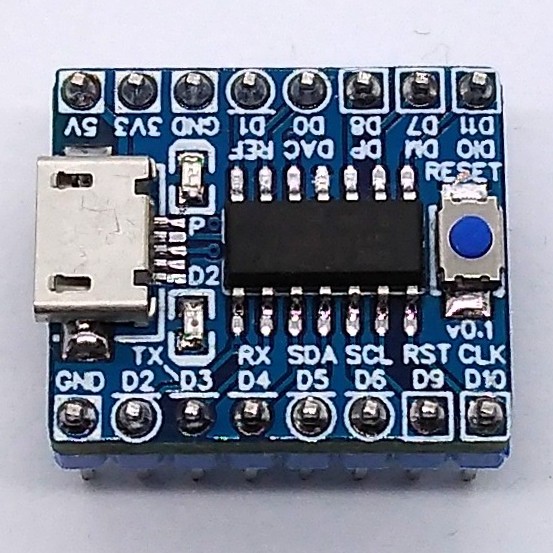 5V 3V3 GND D1 D0 D8 D7 D11
REF DAC DP DM DIO
RESET
P
D2
v0.1
TX RX SDA SCL RST CLK
GND D2 D3 D4 D5 D6 D9 D10